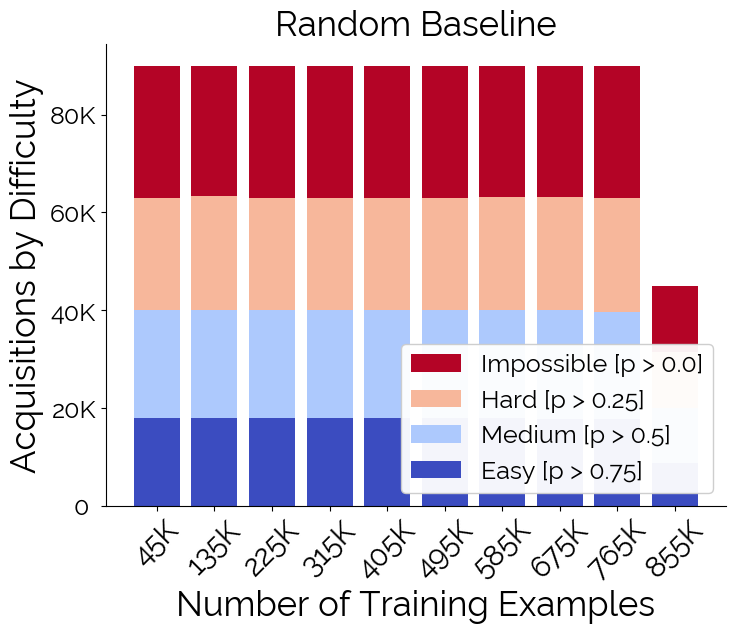 Random Baseline
Acquisitions by Difficulty
80K
60K
40K
20K
0
Impossible [p > 0.0]
Hard [p > 0.25]
Medium [p > 0.5]
Easy [p > 0.75]
45K
135K
225K
315K
405K
495K
585K
675K
765K
855K
Number of Training Examples